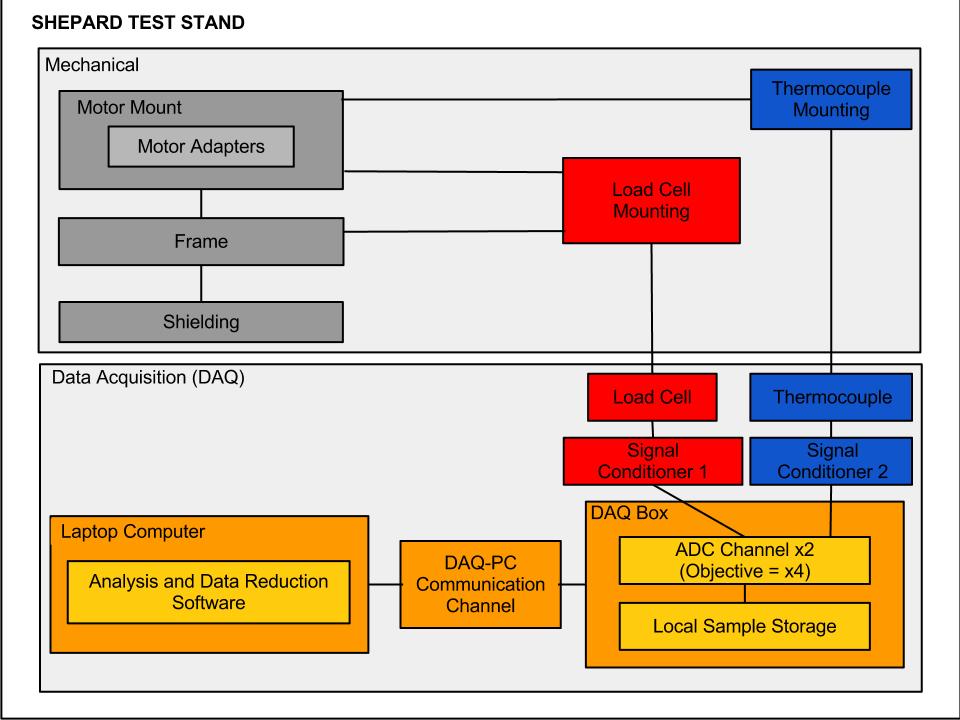 SHEPARD TEST STAND
Mechanical
Motor Mount
Motor Adapters
Thermocouple
Mounting
Load Cell
Mounting
Frame
Shielding
Data Acquisition (DAQ)
Load Cell
Thermocouple
Signal
Conditioner 1
Signal
Conditioner 2
Laptop Computer
Analysis and Data Reduction
Software
DAQ-PC
Communication
Channel
DAQ Box
ADC Channel x2
(Objective = x4)
Local Sample Storage